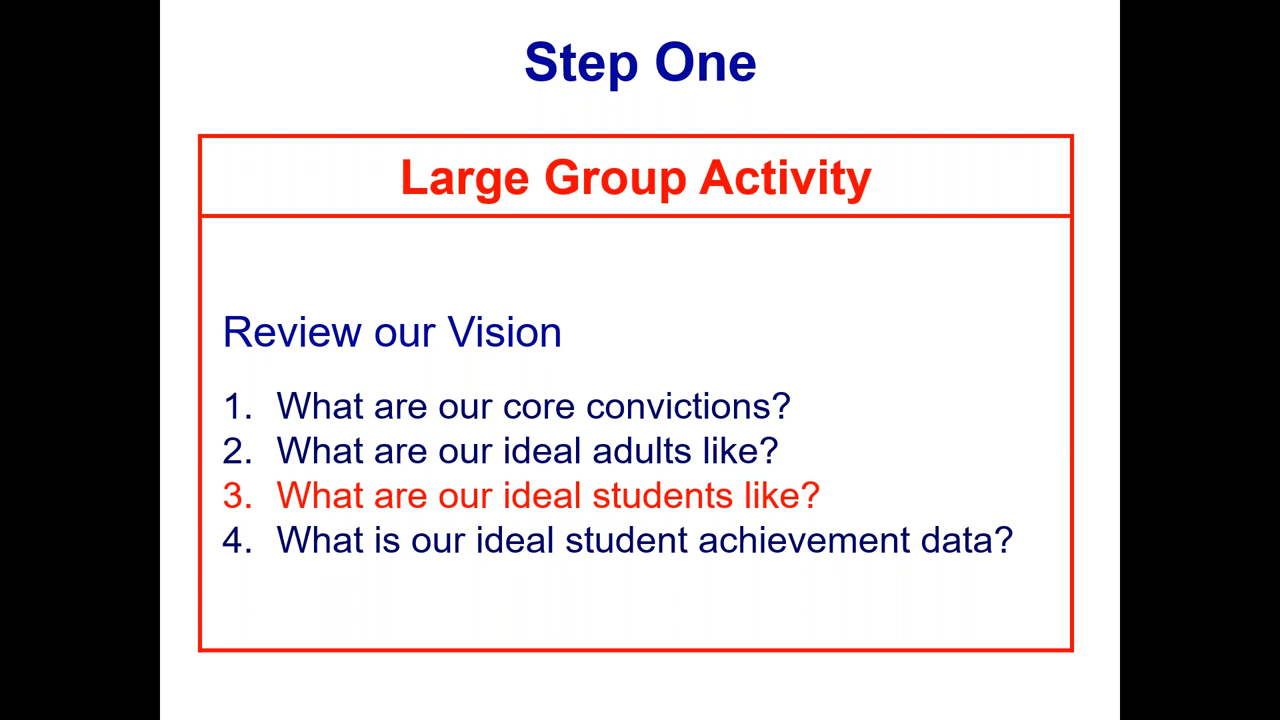 Step One
Large Group Activity
Review our Vision
1. What are our core convictions?
2. What are our ideal adults like?
3. What are our ideal students like?
4. What is our ideal student achievement data?